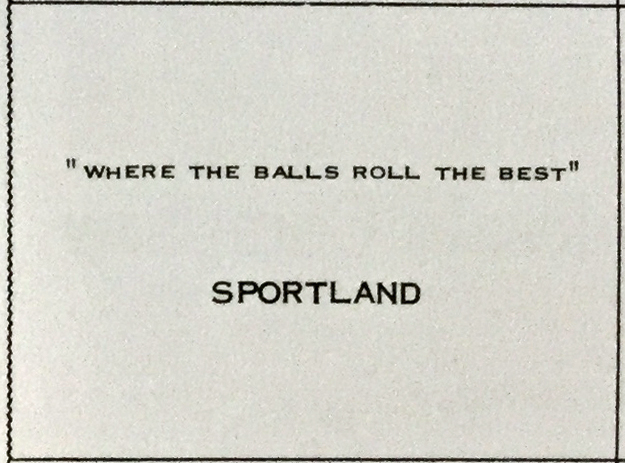 "WHERE THE BALLS ROLL THE BEST"
SPORTLAND